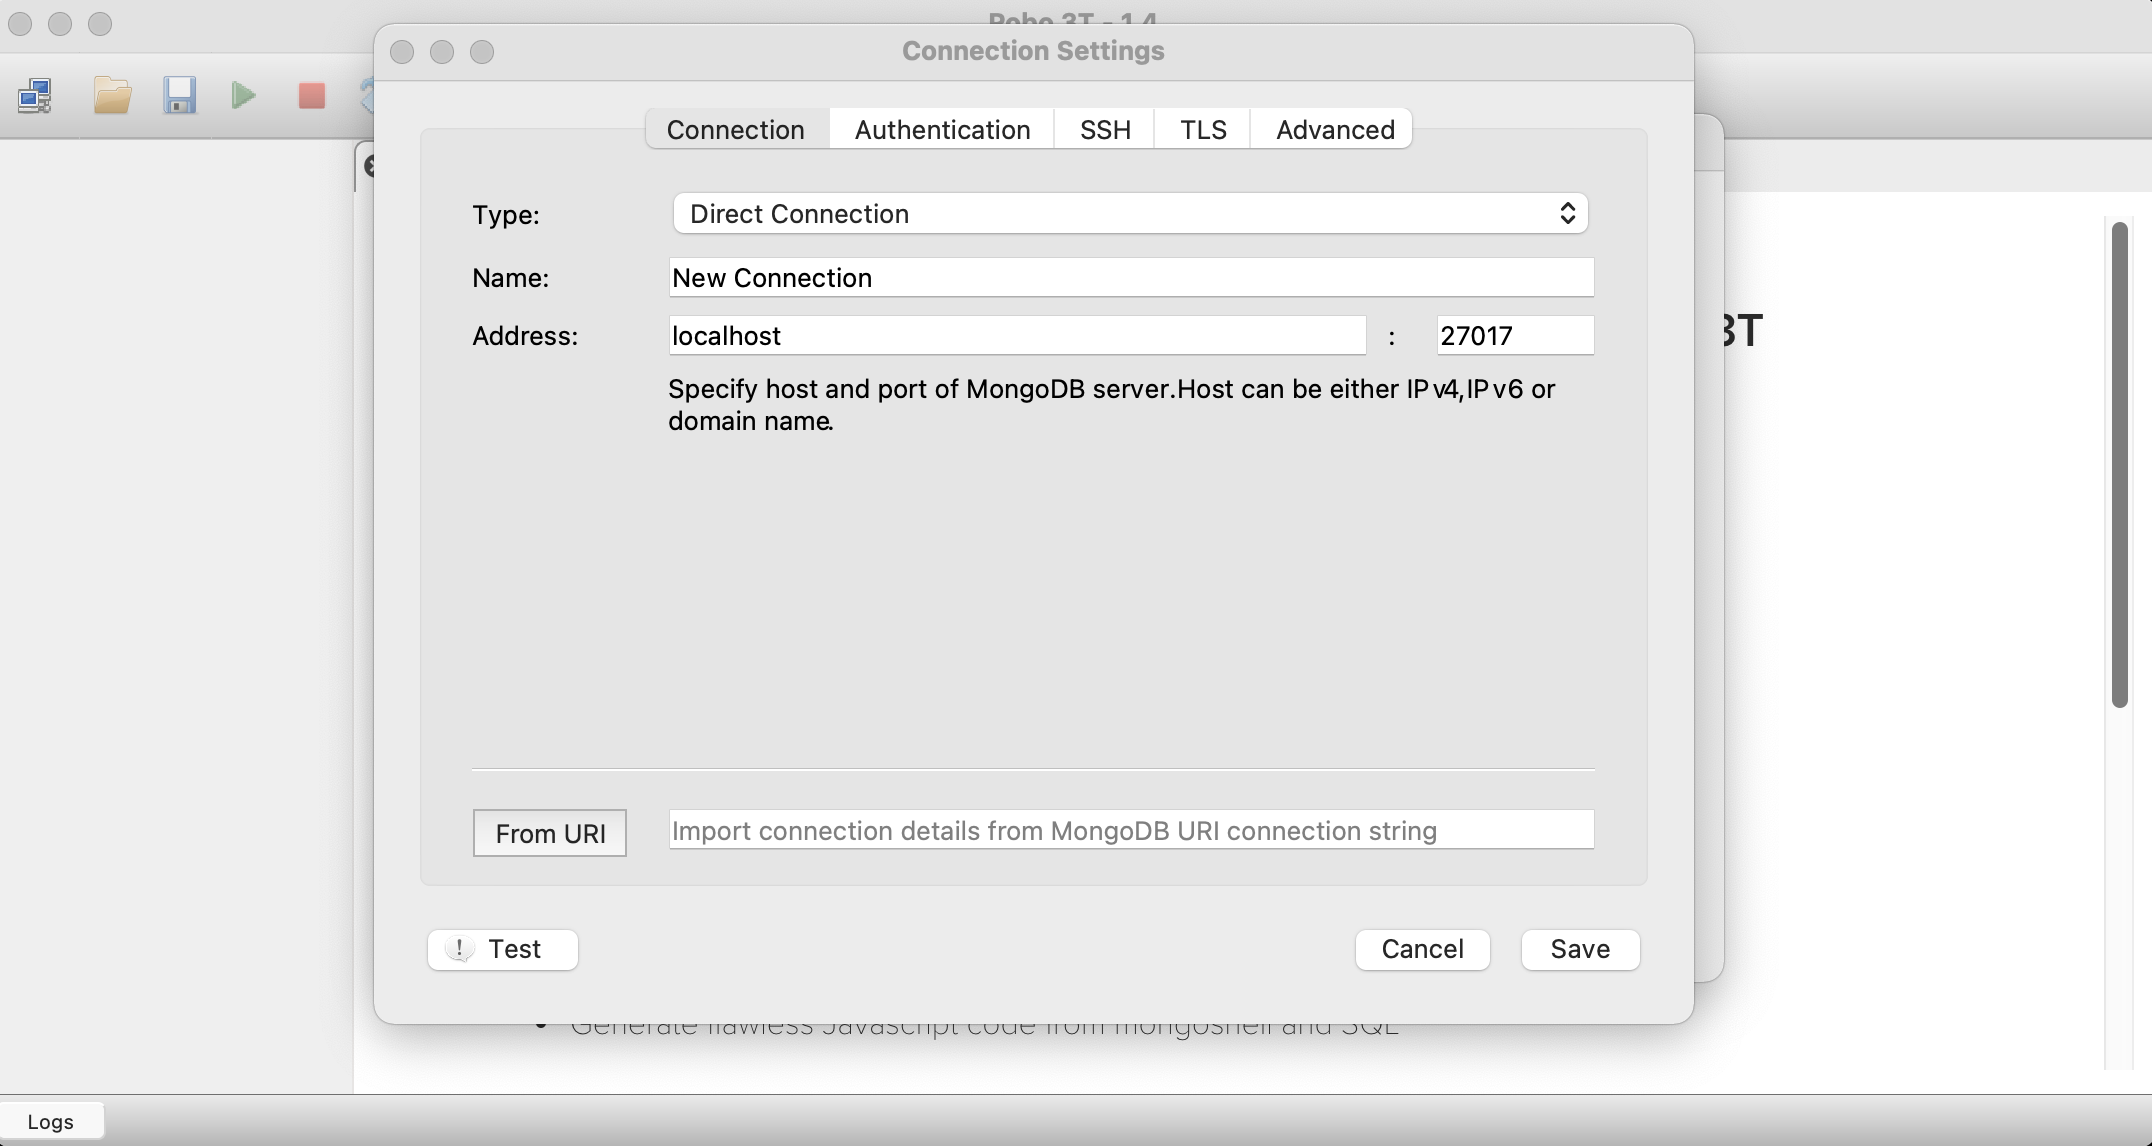 Robo 3T - 1.4
Connection Settings
Connection Authentication SSH TLS Advanced
Type: Direct Connection
Name: New Connection
Address: localhost : 27017
Specify host and port of MongoDB server.Host can be either IPv4,IPv6 or
domain name.
3T
From URI Import connection details from MongoDB URI connection string
! Test Cancel Save
• Generate flawless Javascript code from mongoshell and SQL
Logs